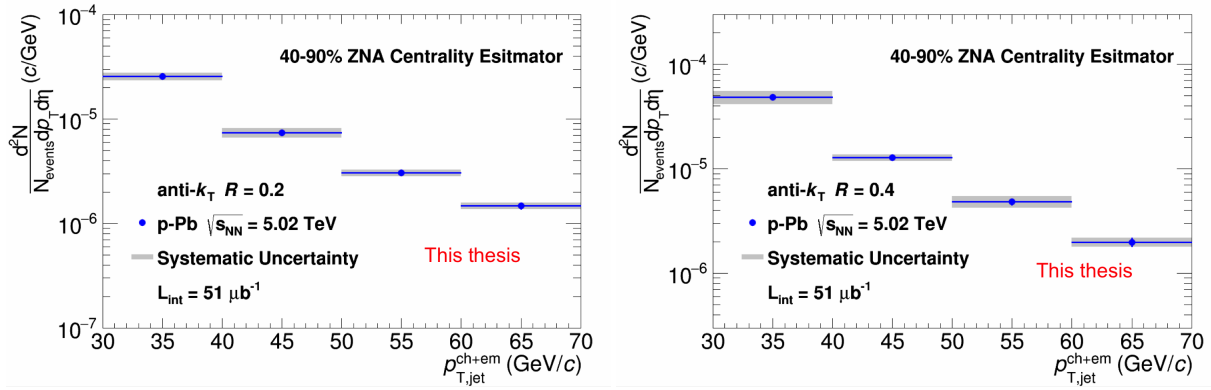 10⁻⁴
10⁻⁵
10⁻⁶
10⁻⁷
d²N
N_events dp_T dη (c/GeV)
40-90% ZNA Centrality Esitmator
anti-k_T R = 0.2
p-Pb √s_NN = 5.02 TeV
Systematic Uncertainty
L_int = 51 μb⁻¹
This thesis
30 35 40 45 50 55 60 65 70
p_T,jet^ch+em (GeV/c)
10⁻⁴
10⁻⁵
10⁻⁶
d²N
N_events dp_T dη (c/GeV)
40-90% ZNA Centrality Esitmator
anti-k_T R = 0.4
p-Pb √s_NN = 5.02 TeV
Systematic Uncertainty
L_int = 51 μb⁻¹
This thesis
30 35 40 45 50 55 60 65 70
p_T,jet^ch+em (GeV/c)